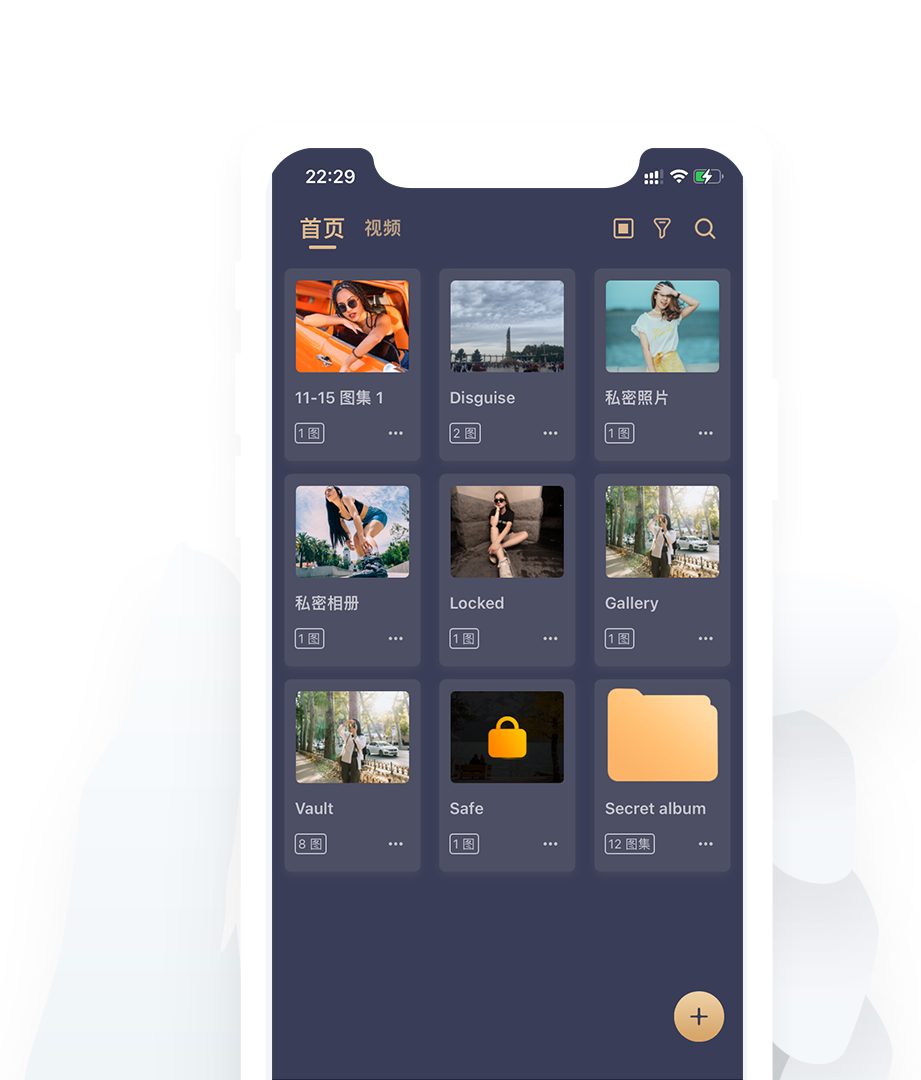 22:29
首页 视频
11-15 图集 1 Disguise 私密照片
1 图 2 图 1 图
私密相册 Locked Gallery
1 图 1 图 1 图
Vault Safe Secret album
8 图 1 图 12 图集